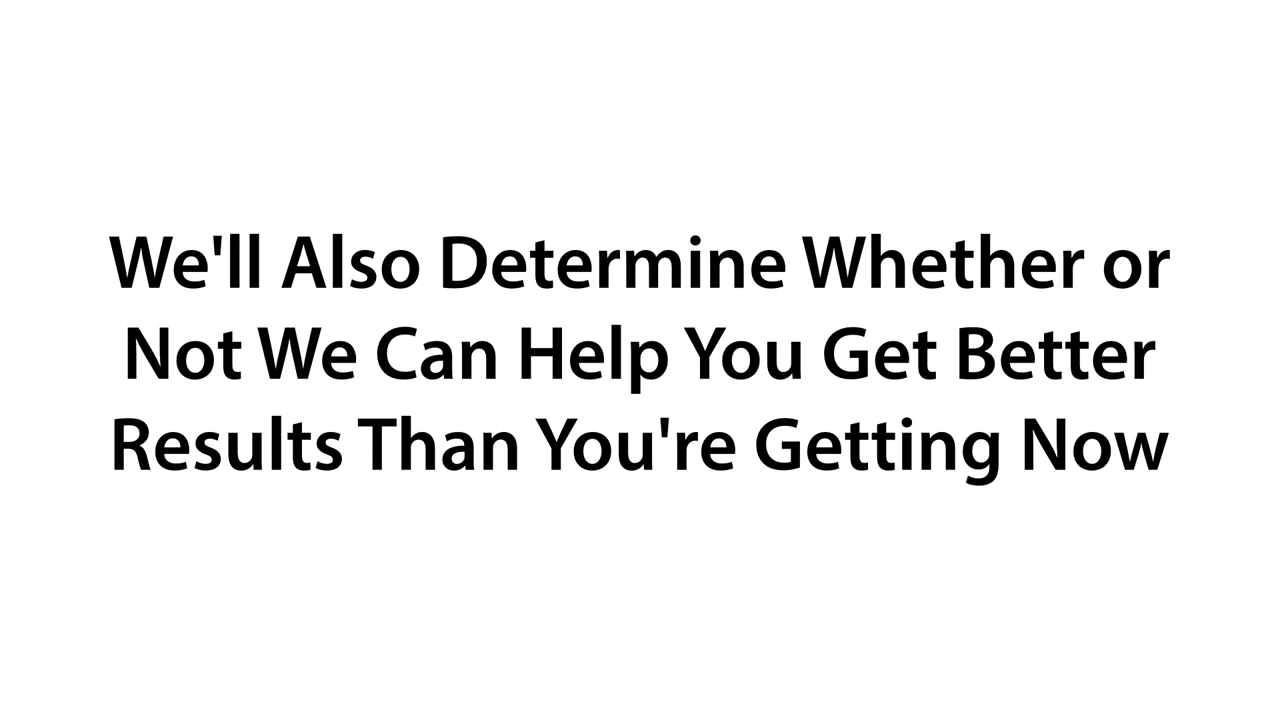 We'll Also Determine Whether or
Not We Can Help You Get Better
Results Than You're Getting Now